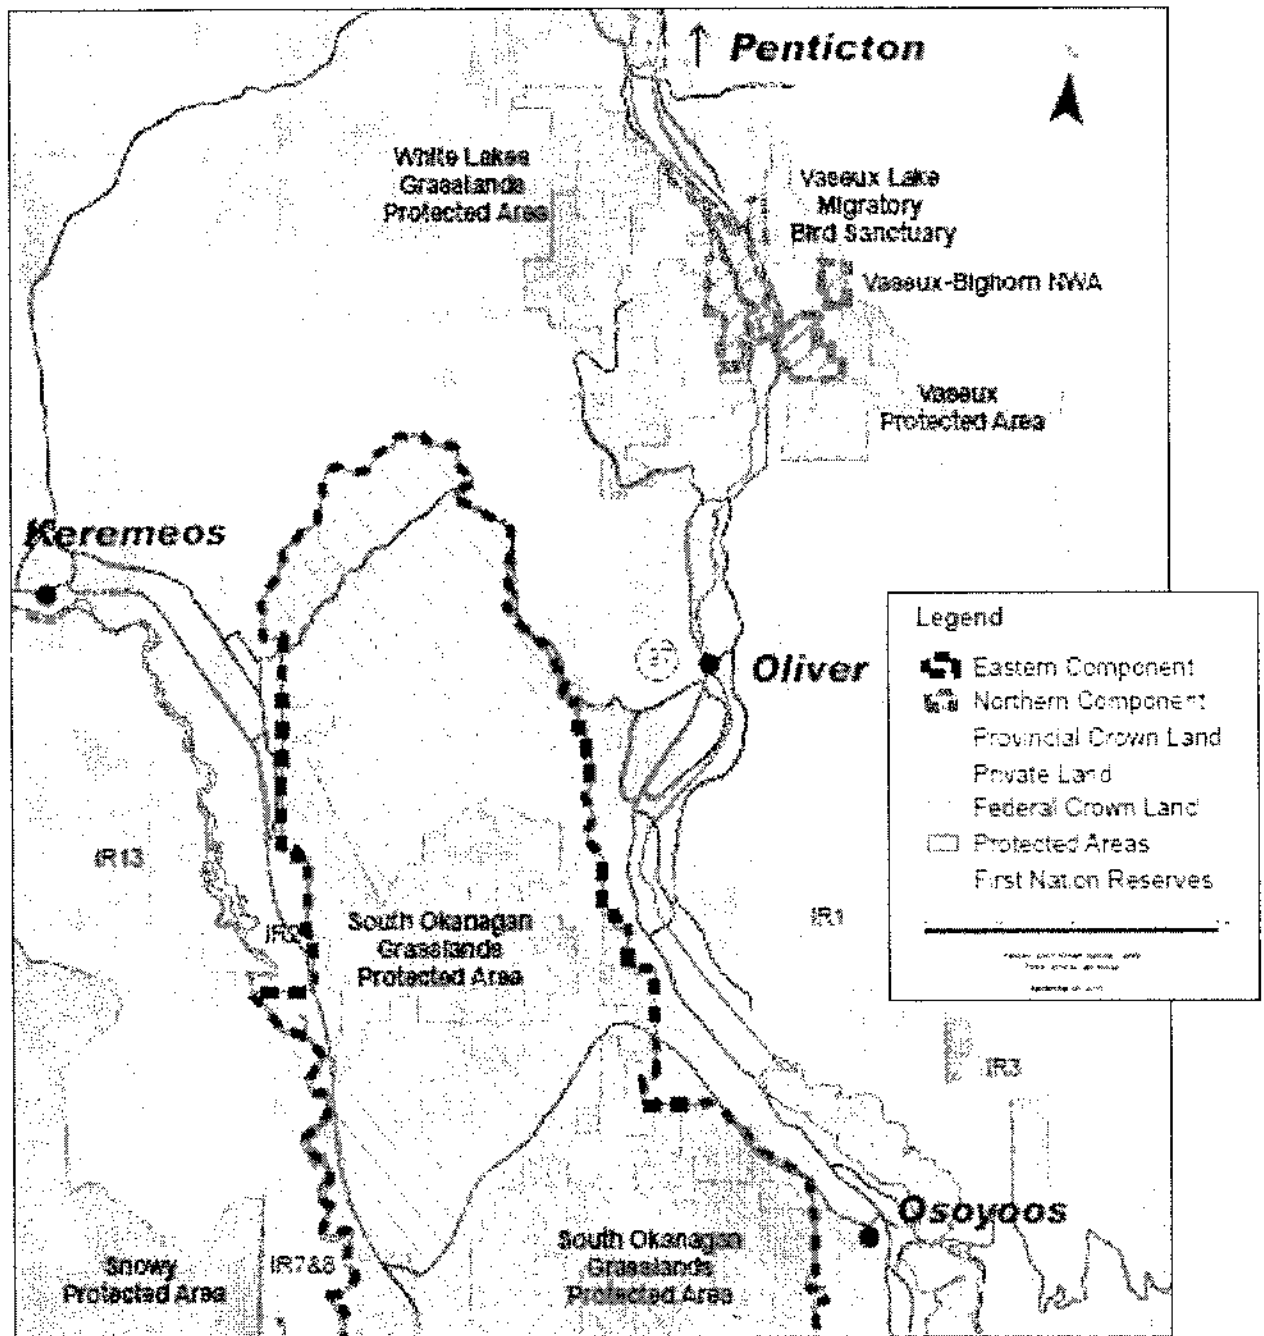 Penticton
White Lakes
Grasslands
Protected Area
Vaseux Lake
Migratory
Bird Sanctuary
Vaseux-Bighorn NWA
Vaseux
Protected Area
Keremeos
97
Oliver
Legend
Eastern Component
Northern Component
Provincial Crown Land
Private Land
Federal Crown Land
Protected Areas
First Nation Reserves
IR13
IR2
South Okanagan
Grasslands
Protected Area
IR1
IR3
Osoyoos
Snowy
Protected Area
IR7&8
South Okanagan
Grasslands
Protected Area